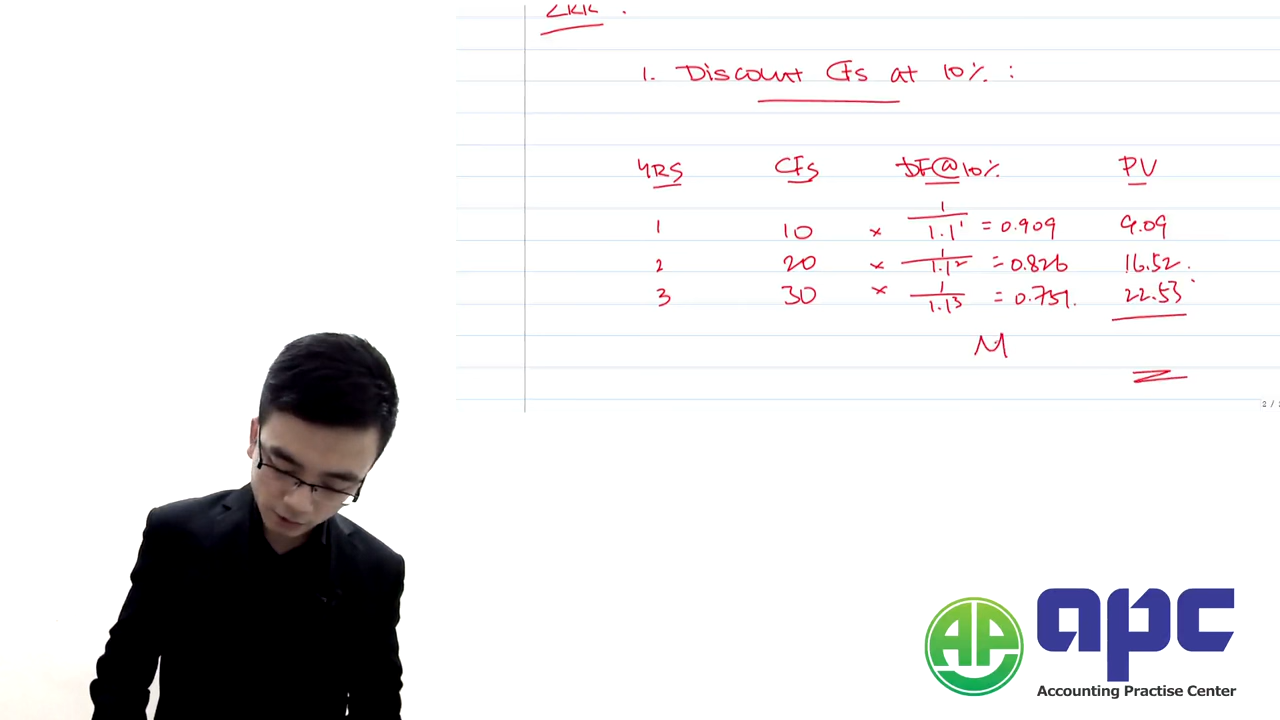 1. Discount CFs at 10% :
YRS CFs DF@10% PV
1 10 × 1/1.1¹ = 0.909 9.09
2 20 × 1/1.1² = 0.826 16.52
3 30 × 1/1.1³ = 0.751 22.53
M
2 /
AP
apc
Accounting Practise Center